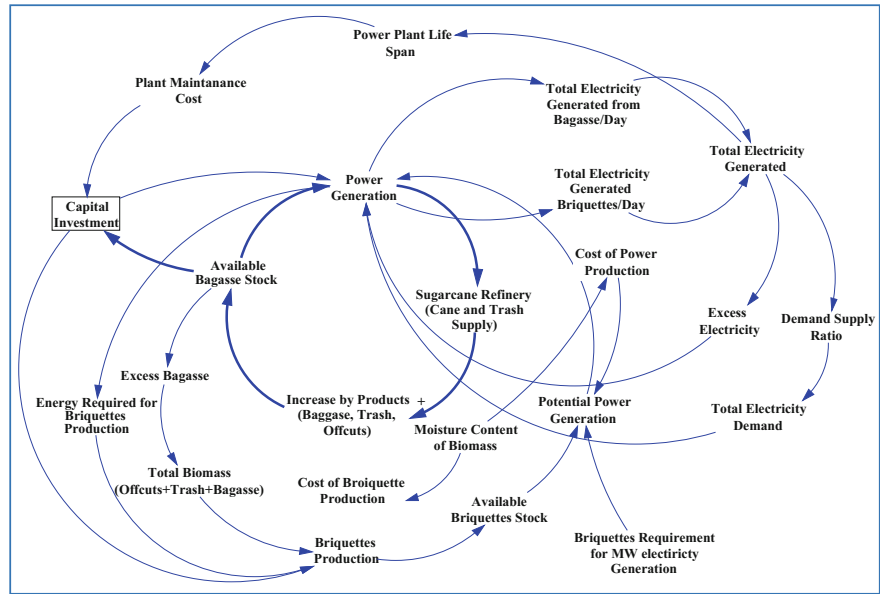 Power Plant Life
Span
Plant Maintanance
Cost
Total Electricity
Generated from
Bagasse/Day
Total Electricity
Generated
Power
Generation
Total Electricity
Generated
Briquettes/Day
Capital
Investment
Cost of Power
Production
Available
Bagasse Stock
Sugarcane Refinery
(Cane and Trash
Supply)
Excess
Electricity
Demand Supply
Ratio
Excess Bagasse
Energy Required for
Briquettes
Production
Increase by Products +
(Baggase, Trash,
Offcuts)
Moisture Content
of Biomass
Potential Power
Generation
Total Electricity
Demand
Total Biomass
(Offcuts+Trash+Bagasse)
Cost of Broiquette
Production
Available
Briquettes Stock
Briquettes
Production
Briquettes Requirement
for MW electiricty
Generation